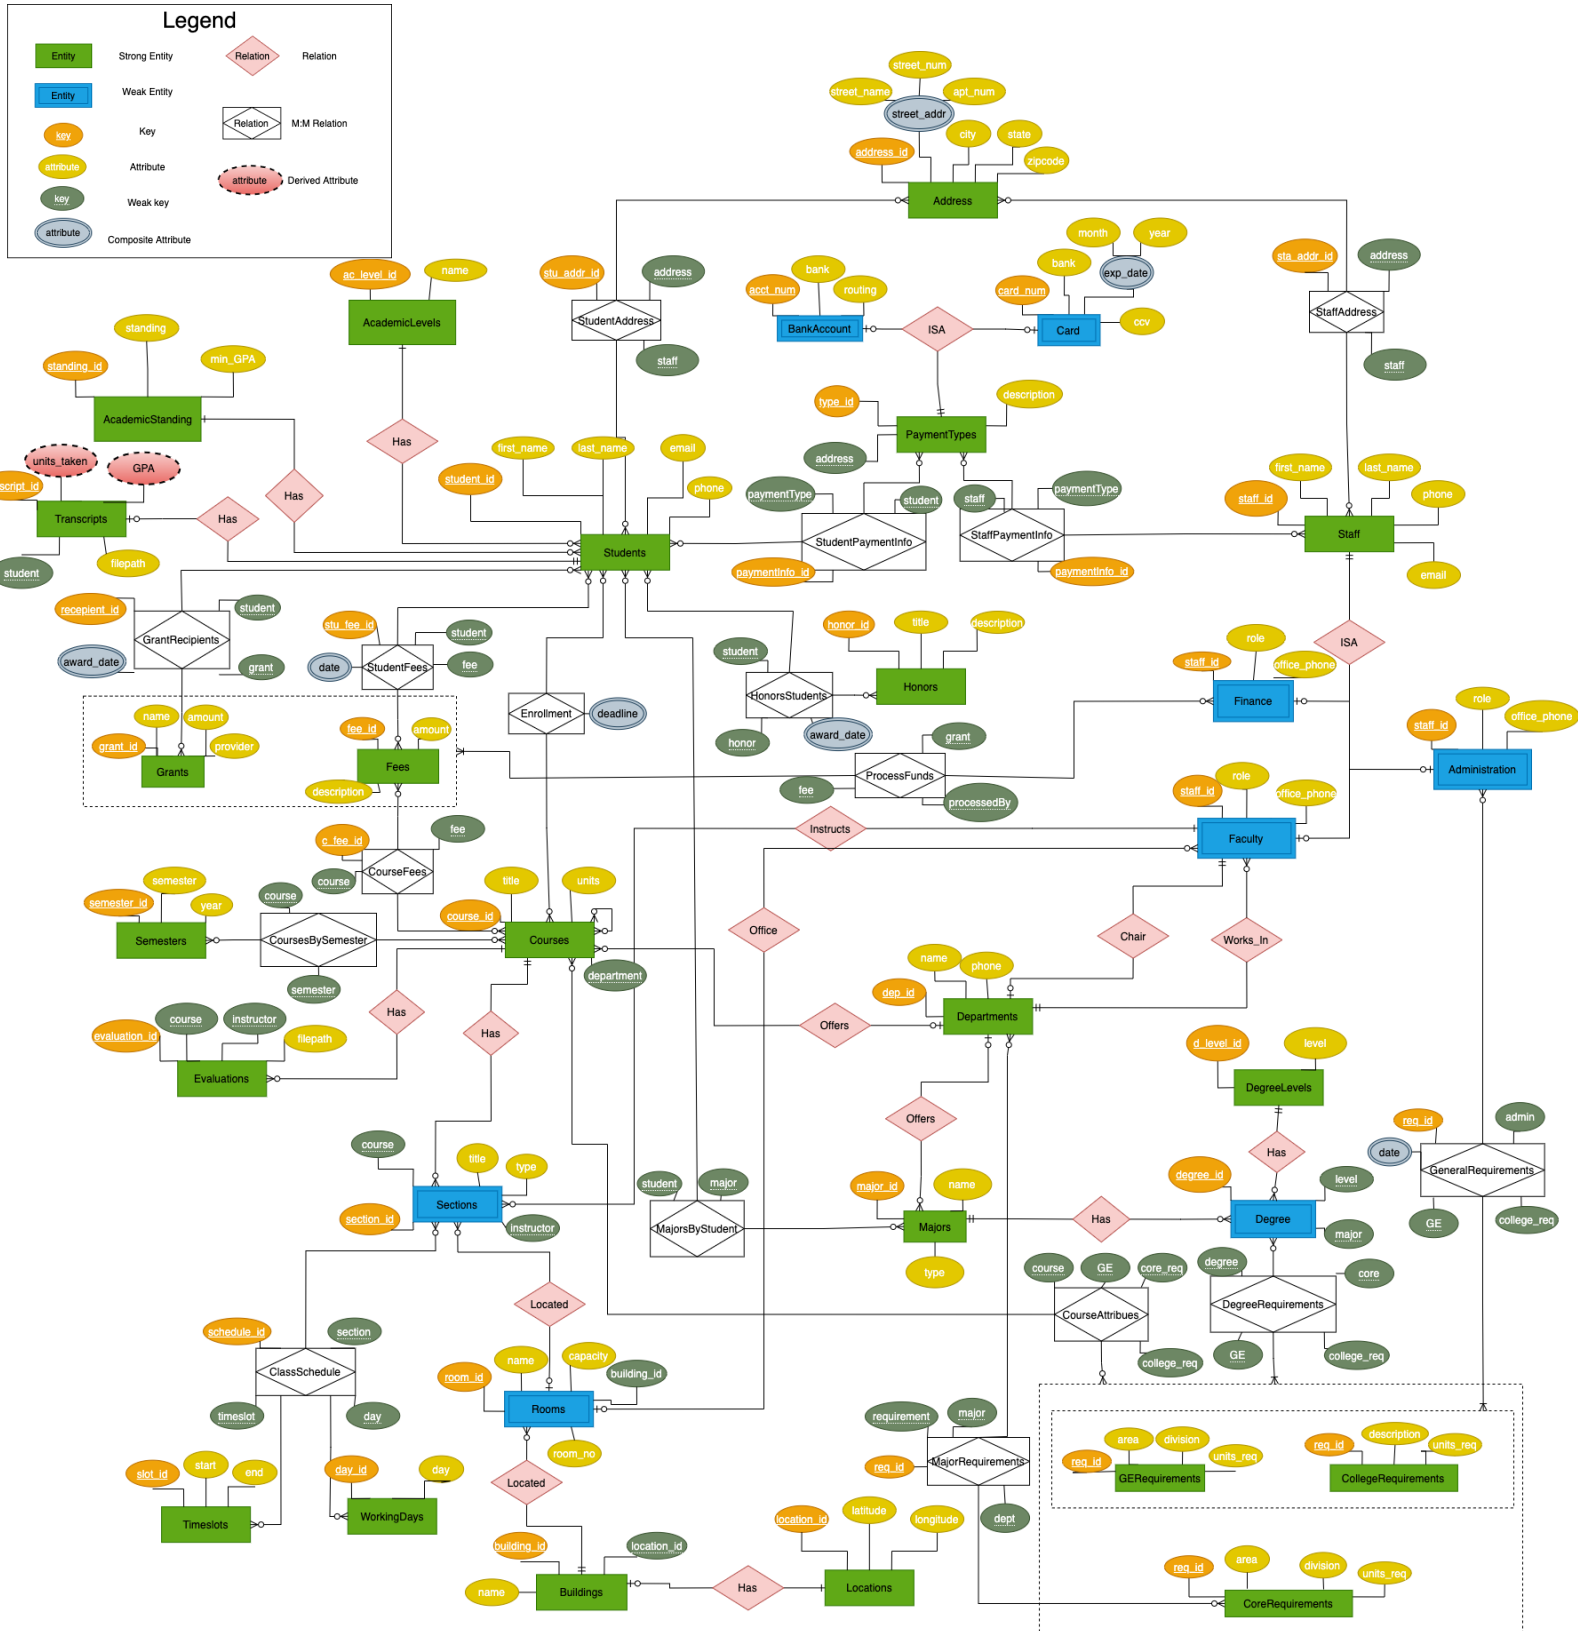 Legend
Entity
Strong Entity
Relation
Relation
Entity
Weak Entity
key
Key
Relation
M:M Relation
attribute
Attribute
attribute
Derived Attribute
key
Weak key
attribute
Composite Attribute
street_num
street_name
apt_num
street_addr
city
state
address_id
zipcode
Address
month
year
bank
exp_date
sta_addr_id
address
ac_level_id
name
stu_addr_id
address
bank
acct_num
routing
card_num
ccv
AcademicLevels
StudentAddress
BankAccount
ISA
Card
StaffAddress
standing
min_GPA
standing_id
staff
staff
AcademicStanding
type_id
description
PaymentTypes
address
Has
first_name
last_name
email
student_id
phone
units_taken
GPA
script_id
Transcripts
Has
Has
student
filepath
Students
paymentType
student
StudentPaymentInfo
paymentInfo_id
staff
paymentType
StaffPaymentInfo
paymentInfo_id
first_name
last_name
staff_id
phone
Staff
email
recepient_id
student
GrantRecipients
award_date
grant
stu_fee_id
student
date
StudentFees
fee
honor_id
title
description
Honors
student
HonorsStudents
honor
award_date
Enrollment
deadline
ISA
role
staff_id
office_phone
Finance
role
staff_id
office_phone
Administration
name
amount
grant_id
provider
Grants
fee_id
amount
Fees
description
grant
ProcessFunds
fee
processedBy
role
staff_id
office_phone
Faculty
Instructs
c_fee_id
fee
course
CourseFees
semester
semester_id
year
Semesters
course
CoursesBySemester
semester
title
units
course_id
Courses
department
Office
Chair
Works_In
name
phone
dep_id
Departments
Has
Has
Offers
course
instructor
evaluation_id
filepath
Evaluations
d_level_id
level
DegreeLevels
Offers
Has
req_id
admin
date
GeneralRequirements
GE
college_req
course
title
type
Sections
section_id
instructor
student
major
MajorsByStudent
major_id
name
Majors
type
Has
degree_id
level
Degree
major
course
GE
core_req
CourseAttribues
college_req
degree
core
DegreeRequirements
GE
college_req
Located
schedule_id
section
ClassSchedule
timeslot
day
name
capacity
room_id
building_id
Rooms
room_no
start
slot_id
end
Timeslots
day_id
day
WorkingDays
Located
requirement
major
MajorRequirements
req_id
dept
area
division
req_id
units_req
GERequirements
description
req_id
units_req
CollegeRequirements
building_id
location_id
name
Buildings
Has
location_id
latitude
longitude
Locations
area
req_id
division
units_req
CoreRequirements